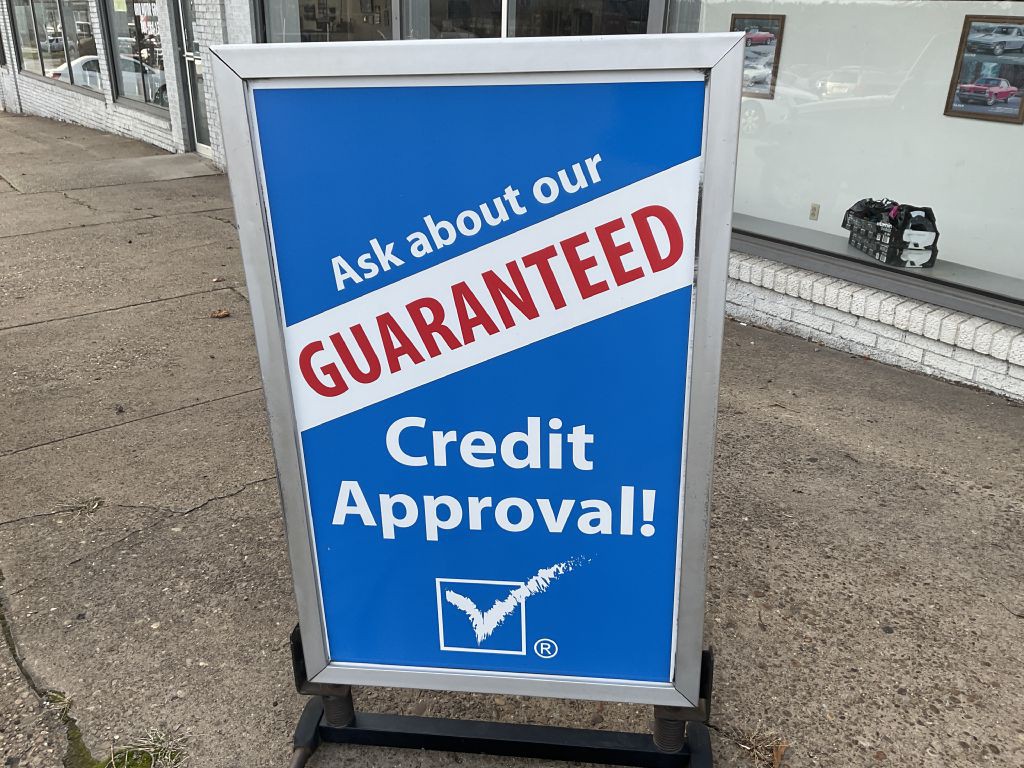 Ask about our
GUARANTEED
Credit
Approval!
®